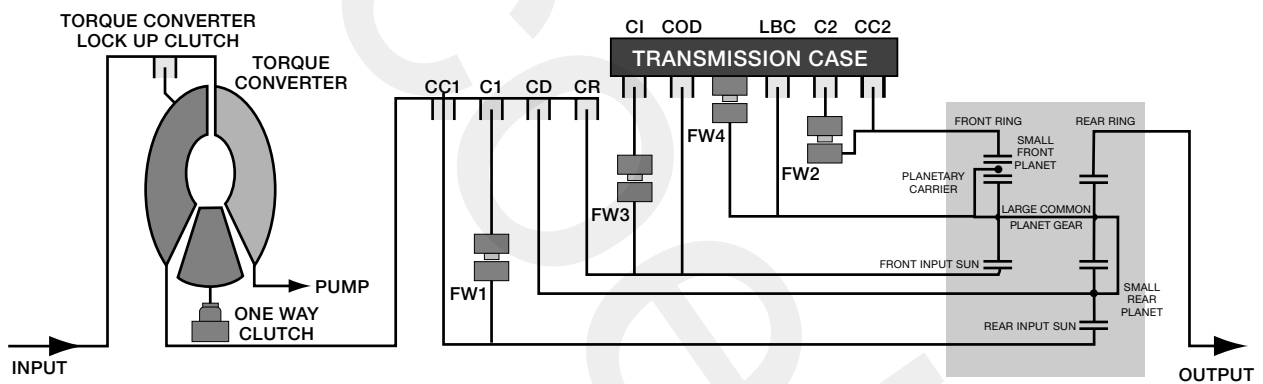 TORQUE CONVERTER
LOCK UP CLUTCH
TORQUE
CONVERTER
CI COD LBC C2 CC2
TRANSMISSION CASE
CC1 C1 CD CR
FW4
FW2
FW3
FW1
FRONT RING
REAR RING
SMALL
FRONT
PLANET
PLANETARY
CARRIER
LARGE COMMON
PLANET GEAR
FRONT INPUT SUN
SMALL
REAR
PLANET
REAR INPUT SUN
PUMP
ONE WAY
CLUTCH
INPUT
OUTPUT